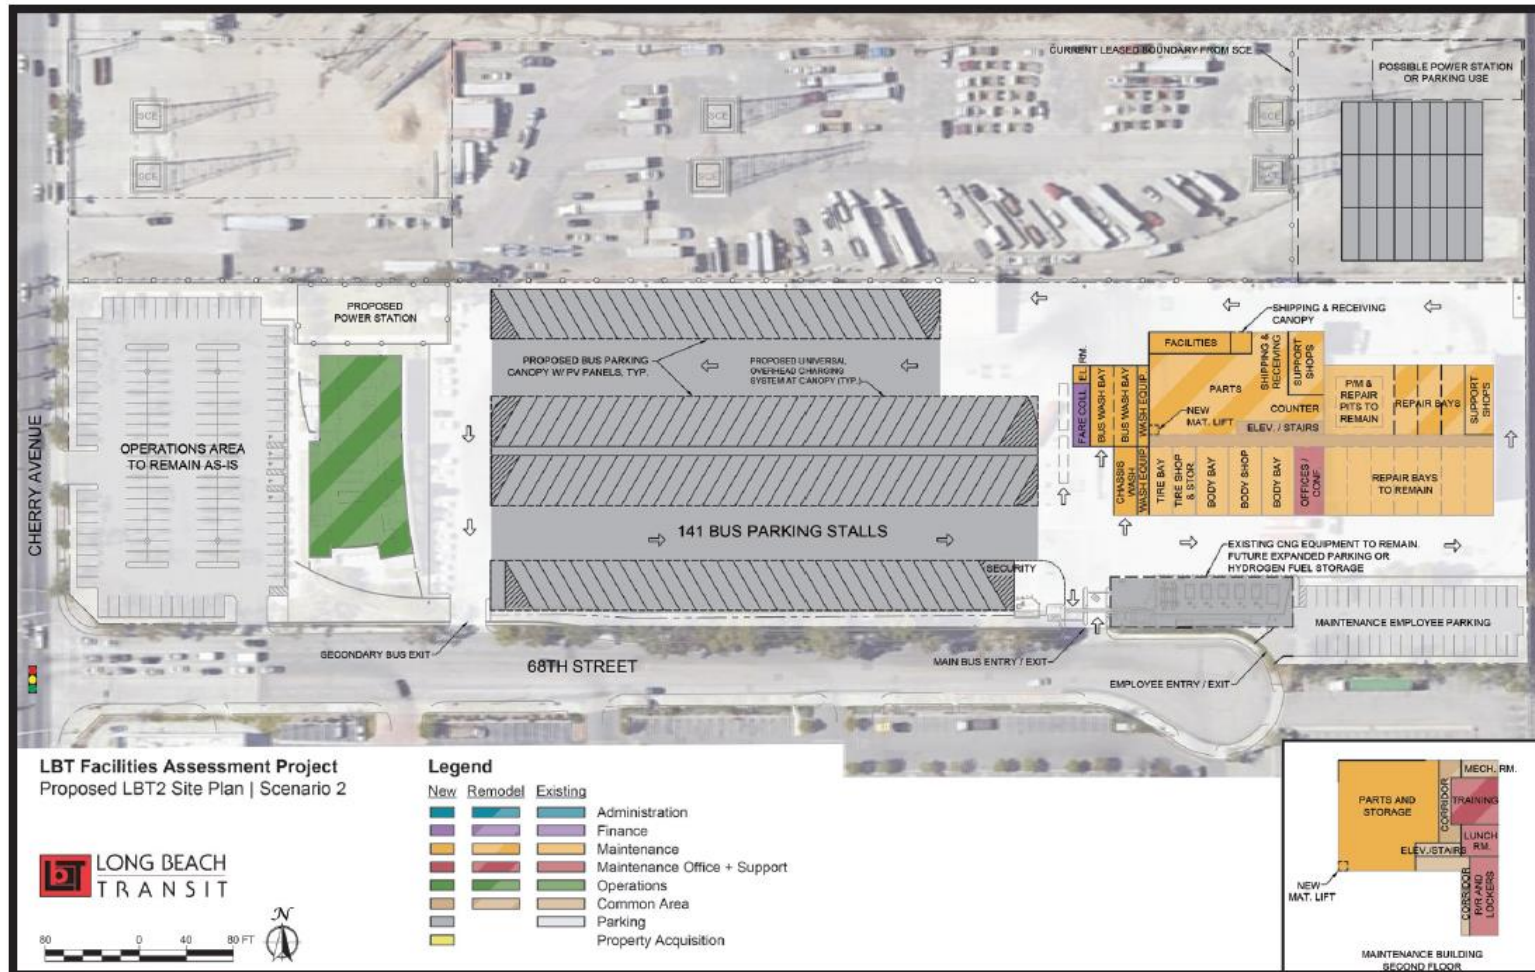 CURRENT LEASED BOUNDARY FROM SCE
POSSIBLE POWER STATION
OR PARKING USE
SCE
SCE
SCE
SCE
SCE
SCE
PROPOSED
POWER STATION
SHIPPING & RECEIVING
CANOPY
PROPOSED BUS PARKING
CANOPY W/ PV PANELS, TYP.
PROPOSED UNIVERSAL
OVERHEAD CHARGING
SYSTEM AT CANOPY (TYP.)
FACILITIES
SHIPPING &
RECEIVING
SUPPORT
SHOPS
EL RM.
FARE COLL
BUS WASH BAY
BUS WASH BAY
WASH EQUIP.
PARTS
NEW
MAT. LIFT
COUNTER
ELEV. / STAIRS
P/M &
REPAIR
PITS TO
REMAIN
REPAIR BAYS
SUPPORT
SHOPS
CHERRY AVENUE
OPERATIONS AREA
TO REMAIN AS-IS
CHASSIS
WASH
WASH EQUIP.
TIRE BAY
TIRE SHOP
& STOR.
BODY BAY
BODY SHOP
BODY BAY
OFFICES /
CONF
REPAIR BAYS
TO REMAIN
141 BUS PARKING STALLS
SECURITY
EXISTING CNG EQUIPMENT TO REMAIN.
FUTURE EXPANDED PARKING OR
HYDROGEN FUEL STORAGE
MAINTENANCE EMPLOYEE PARKING
SECONDARY BUS EXIT
68TH STREET
MAIN BUS ENTRY / EXIT
EMPLOYEE ENTRY / EXIT
LBT Facilities Assessment Project
Proposed LBT2 Site Plan | Scenario 2
LONG BEACH
TRANSIT
N
80 0 40 80 FT
Legend
New Remodel Existing
Administration
Finance
Maintenance
Maintenance Office + Support
Operations
Common Area
Parking
Property Acquisition
PARTS AND
STORAGE
CORRIDOR
MECH. RM.
TRAINING
LUNCH
RM.
ELEV./STAIRS
NEW
MAT. LIFT
CORRIDOR
R/R AND
LOCKERS
MAINTENANCE BUILDING
SECOND FLOOR